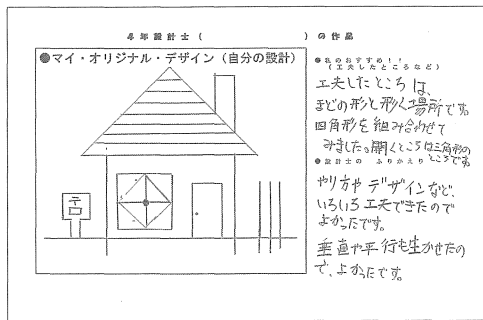 4年設計士（　　　　　　　　）の作品
●マイ・オリジナル・デザイン（自分の設計）
●私のおすすめ！！
（工夫したところなど）
工夫したところは、
まどの形と形く場所です。
四角形を組み合わせて
みました。開くところは三角形の
ところです。
●設計士の ふりかえり
やり方やデザインなど、
いろいろ工夫できたので
よかったです。
垂直や平行も生かせたの
で、よかったです。